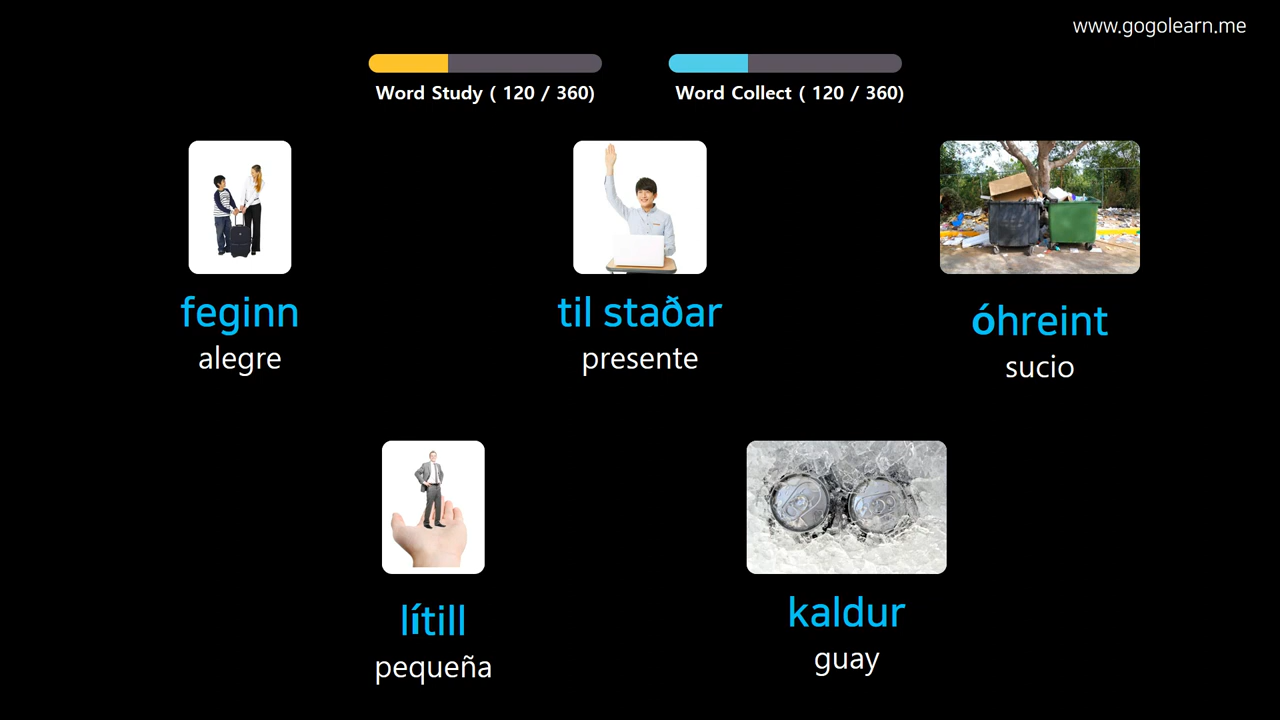 www.gogolearn.me
Word Study ( 120 / 360)
Word Collect ( 120 / 360)
feginn
alegre
til staðar
presente
óhreint
sucio
lítill
pequeña
kaldur
guay